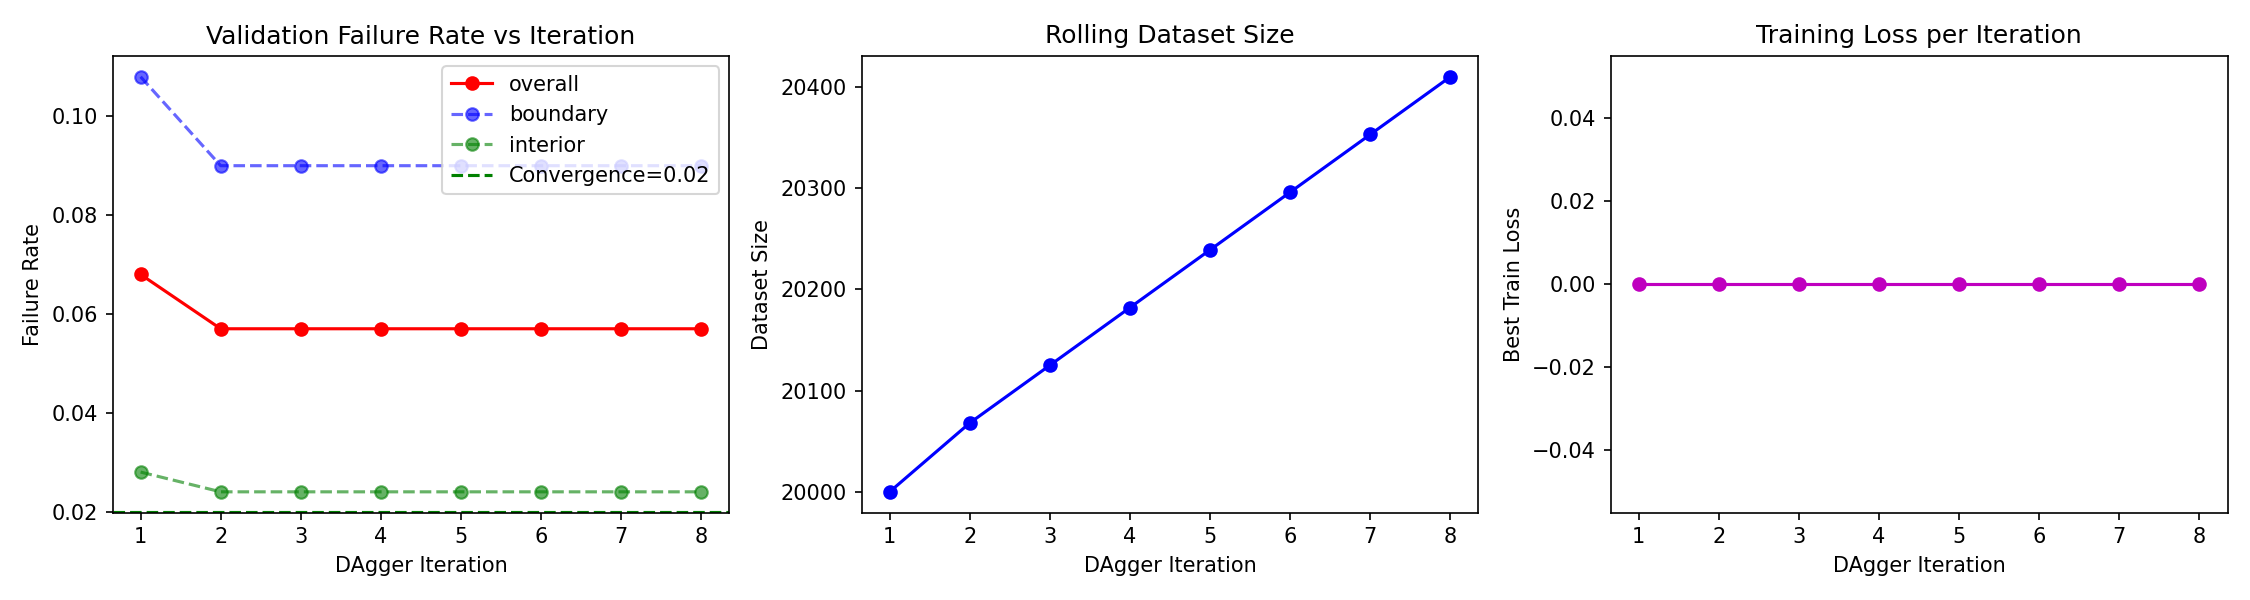 Validation Failure Rate vs Iteration
Failure Rate
0.10
0.08
0.06
0.04
0.02
overall
boundary
interior
Convergence=0.02
1 2 3 4 5 6 7 8
DAgger Iteration
Rolling Dataset Size
Dataset Size
20400
20300
20200
20100
20000
1 2 3 4 5 6 7 8
DAgger Iteration
Training Loss per Iteration
Best Train Loss
0.04
0.02
0.00
−0.02
−0.04
1 2 3 4 5 6 7 8
DAgger Iteration